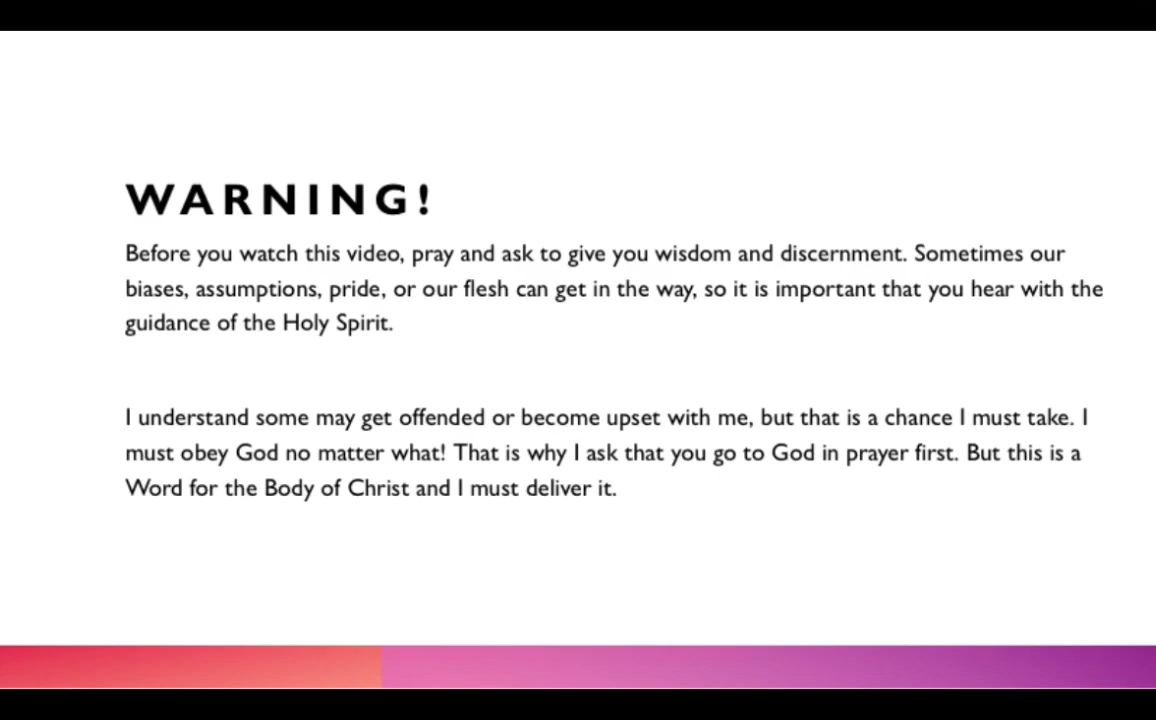 WARNING!
Before you watch this video, pray and ask to give you wisdom and discernment. Sometimes our
biases, assumptions, pride, or our flesh can get in the way, so it is important that you hear with the
guidance of the Holy Spirit.
I understand some may get offended or become upset with me, but that is a chance I must take. I
must obey God no matter what! That is why I ask that you go to God in prayer first. But this is a
Word for the Body of Christ and I must deliver it.